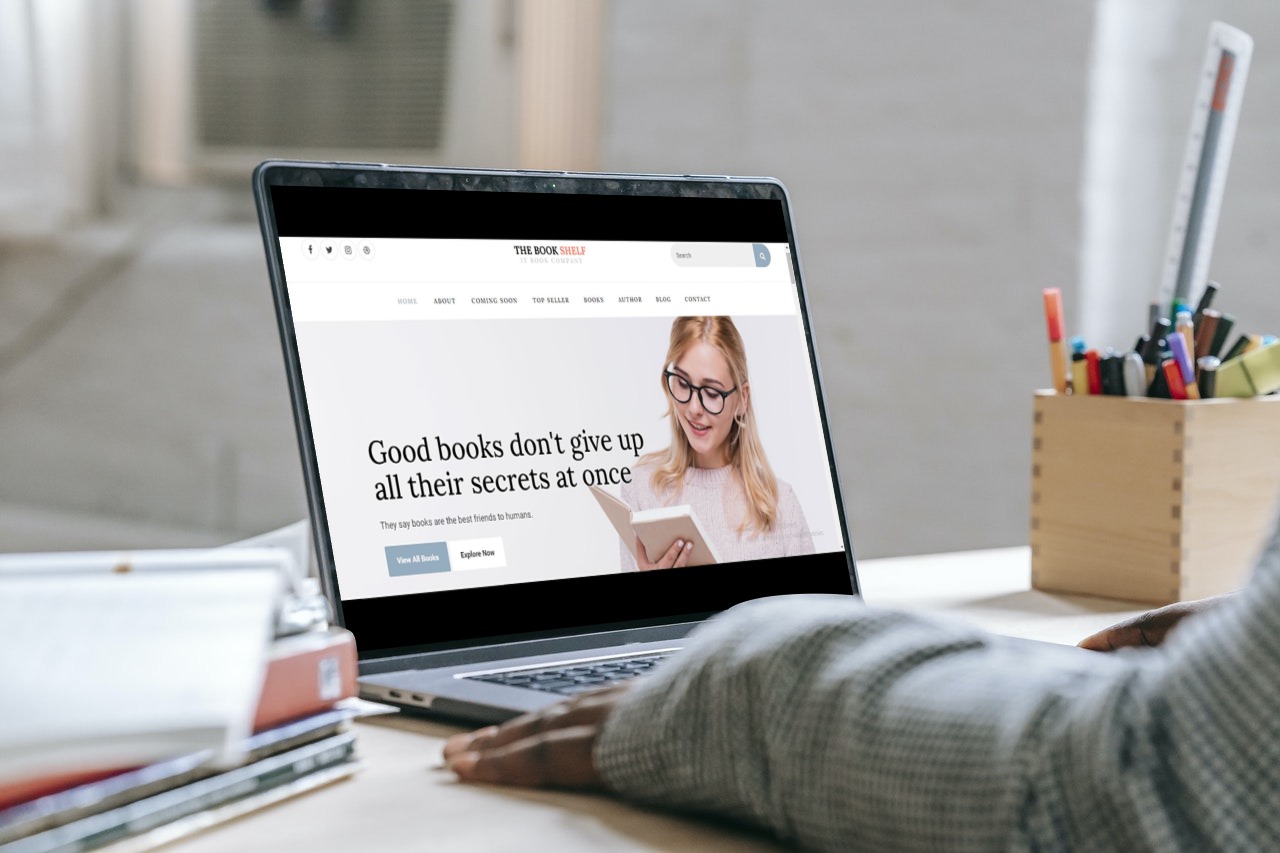 THE BOOK SHELF
IT BOOK COMPANY
Search
HOME ABOUT COMING SOON TOP SELLER BOOKS AUTHOR BLOG CONTACT
Good books don't give up
all their secrets at once
They say books are the best friends to humans.
View All Books Explore Now